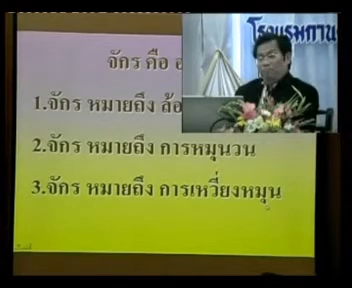 จักร คือ อ
โรงแรมกาน
1.จักร หมายถึง ล้อ
2.จักร หมายถึง การหมุนวน
3.จักร หมายถึง การเหวี่ยงหมุน